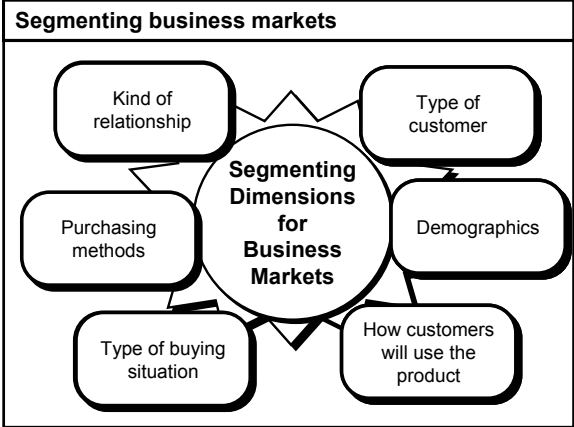 Segmenting business markets
Kind of
relationship
Type of
customer
Segmenting
Dimensions
for
Business
Markets
Purchasing
methods
Demographics
Type of buying
situation
How customers
will use the
product